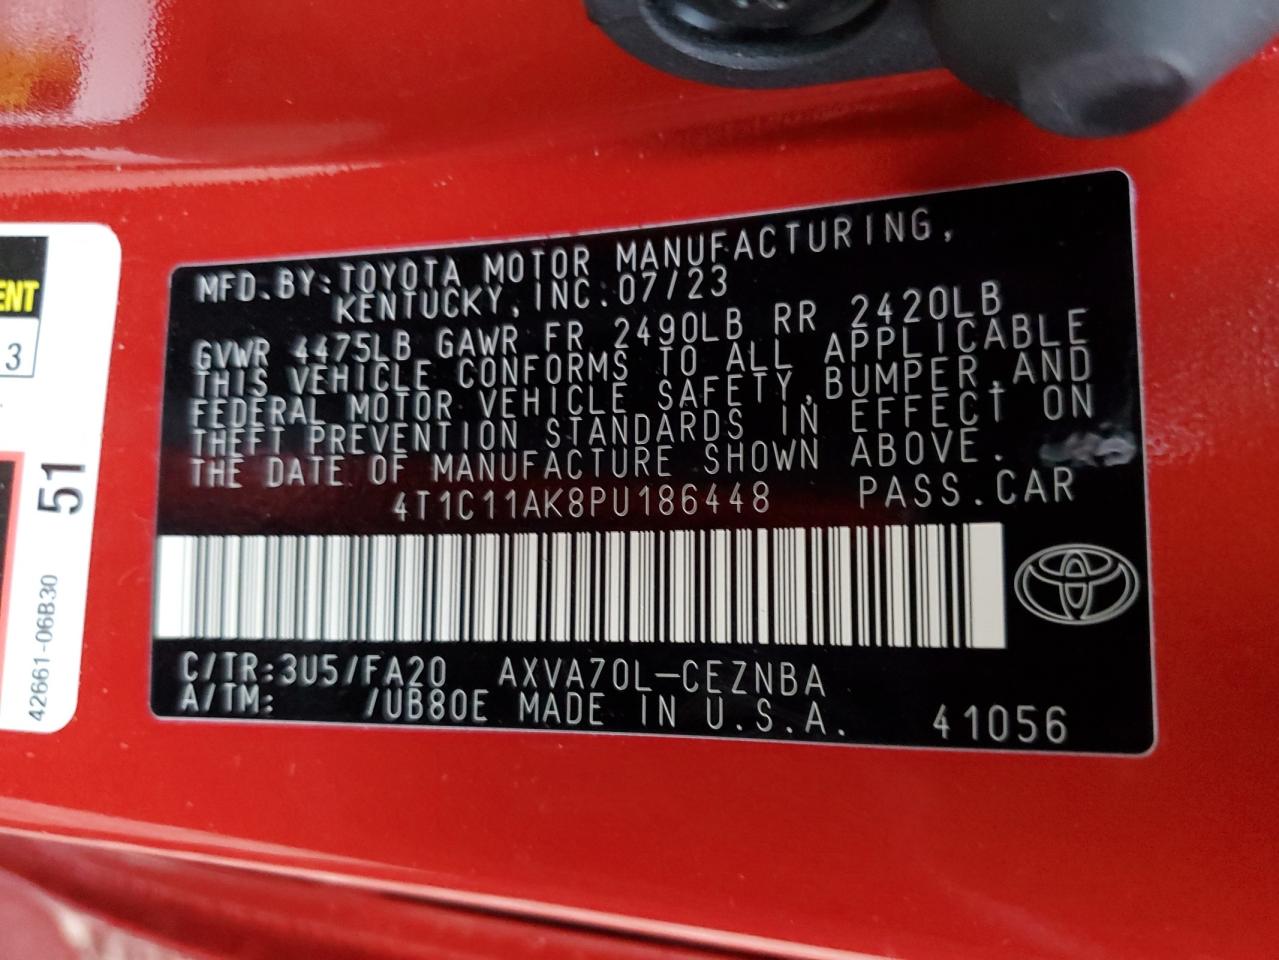 MFD.BY:TOYOTA MOTOR MANUFACTURING,
KENTUCKY, INC.07/23
GVWR 4475LB GAWR FR 2490LB RR 2420LB
THIS VEHICLE CONFORMS TO ALL APPLICABLE
FEDERAL MOTOR VEHICLE SAFETY,BUMPER,AND
THEFT PREVENTION STANDARDS IN EFFECT ON
THE DATE OF MANUFACTURE SHOWN ABOVE.
4T1C11AK8PU186448 PASS.CAR
C/TR:3U5/FA20 AXVA70L-CEZNBA
A/TM: /UB80E MADE IN U.S.A. 41056
ENT
3
51
42661-06B30